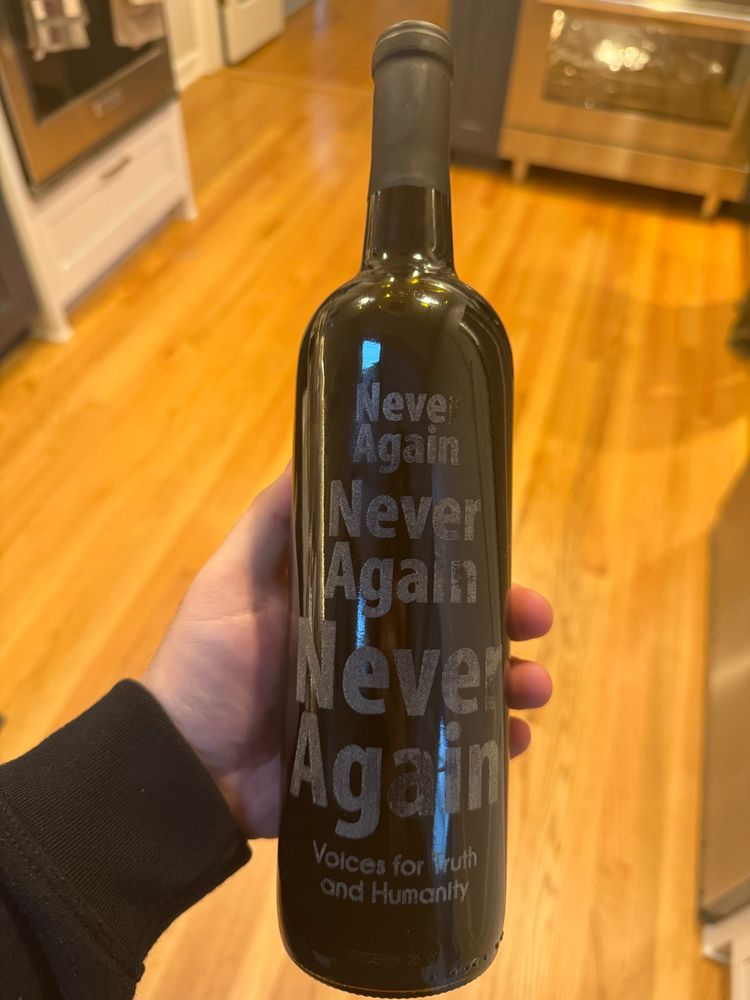 Never
Again
Never
Again
Never
Again
Voices for Truth
and Humanity